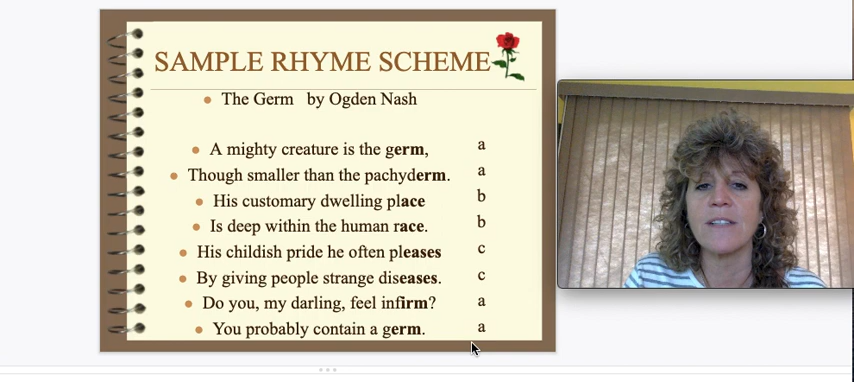 SAMPLE RHYME SCHEME
The Germ by Ogden Nash
A mighty creature is the germ, a
Though smaller than the pachyderm. a
His customary dwelling place b
Is deep within the human race. b
His childish pride he often pleases c
By giving people strange diseases. c
Do you, my darling, feel infirm? a
You probably contain a germ. a